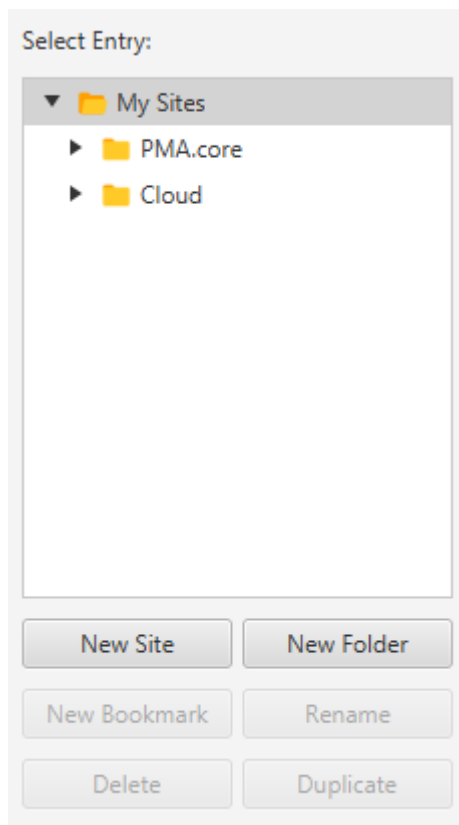 Select Entry:
My Sites
PMA.core
Cloud
New Site New Folder
New Bookmark Rename
Delete Duplicate